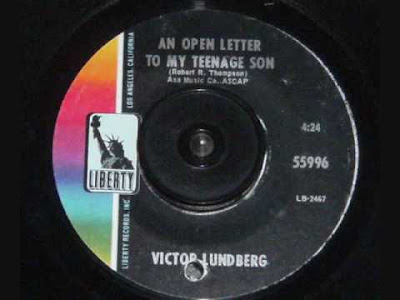 AN OPEN LETTER
TO MY TEENAGE SON
(Robert R. Thompson)
Asa Music Co., ASCAP
4:24
55996
LB-2467
VICTOR LUNDBERG
LIBERTY
LOS ANGELES, CALIFORNIA
LIBERTY RECORDS, INC.